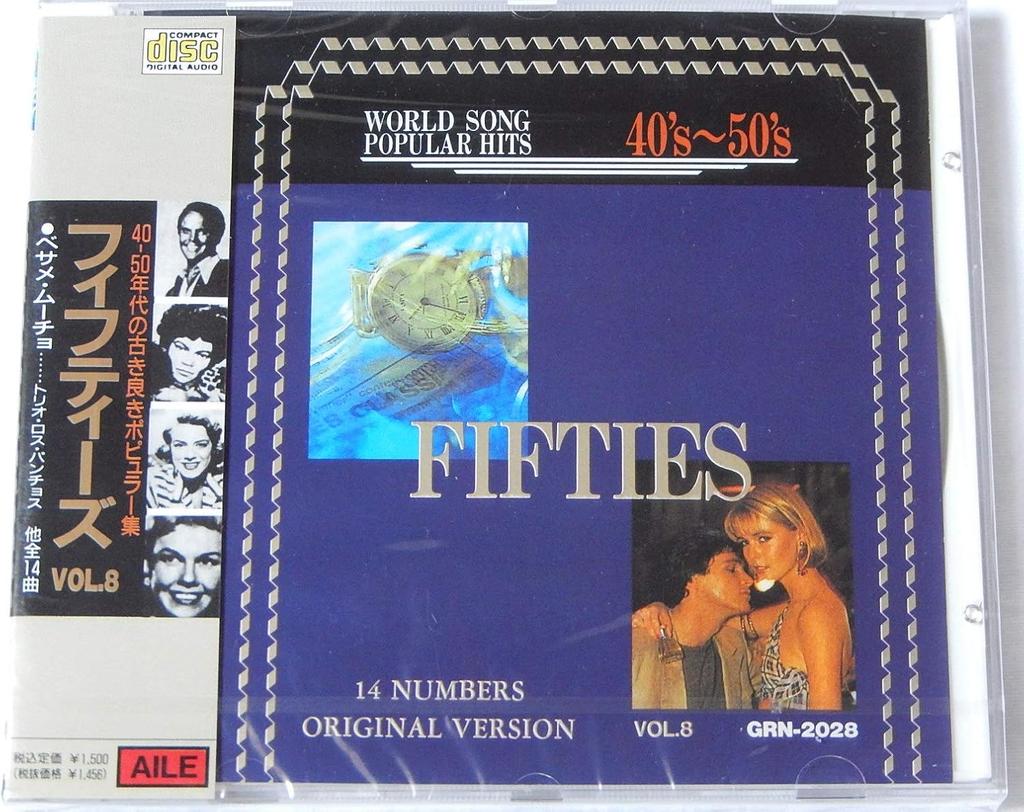 COMPACT
disc
DIGITAL AUDIO
40-50年代の古き良きポピュラー集
フィフティーズ
VOL.8
●ベサメ・ムーチョ……トリオ・ロス・パンチョス 他全14曲
税込定価 ¥1,500
(税抜価格 ¥1,456)
AILE
WORLD SONG
POPULAR HITS
40's~50's
FIFTIES
14 NUMBERS
ORIGINAL VERSION
VOL.8
GRN-2028